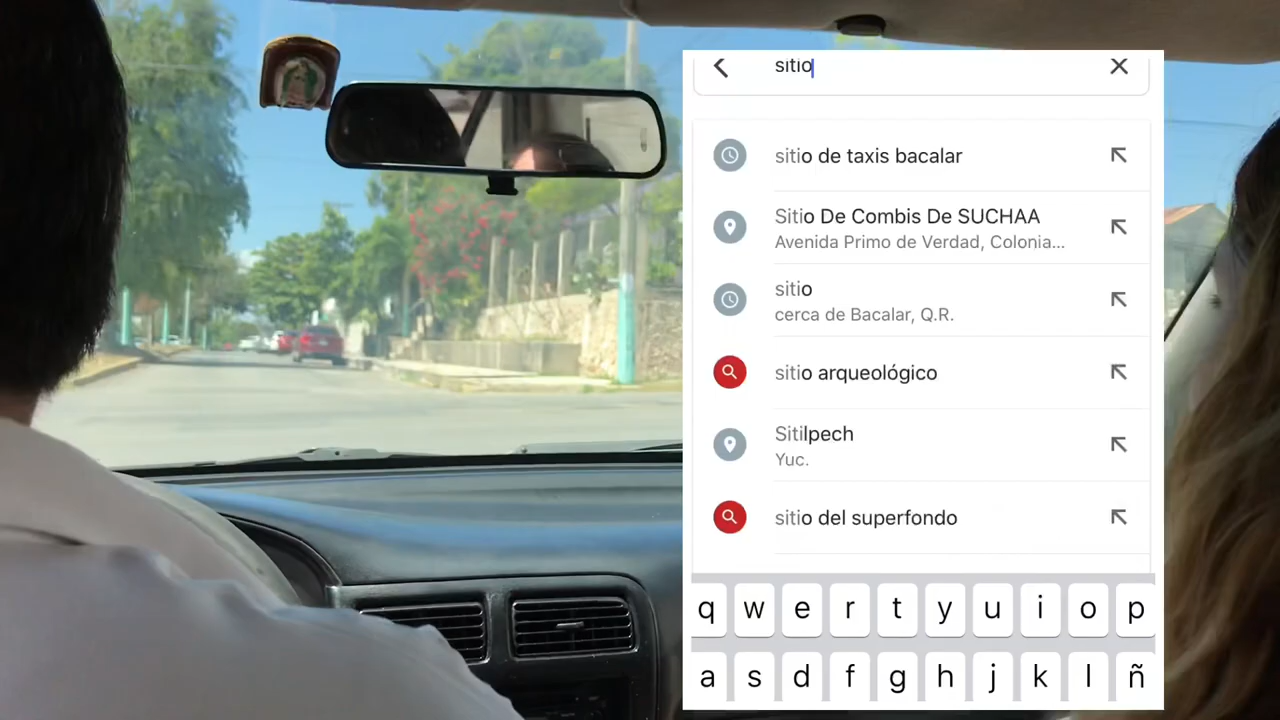 sitio
sitio de taxis bacalar
Sitio De Combis De SUCHAA
Avenida Primo de Verdad, Colonia...
sitio
cerca de Bacalar, Q.R.
sitio arqueológico
Sitilpech
Yuc.
sitio del superfondo
q w e r t y u i o p
a s d f g h j k l ñ